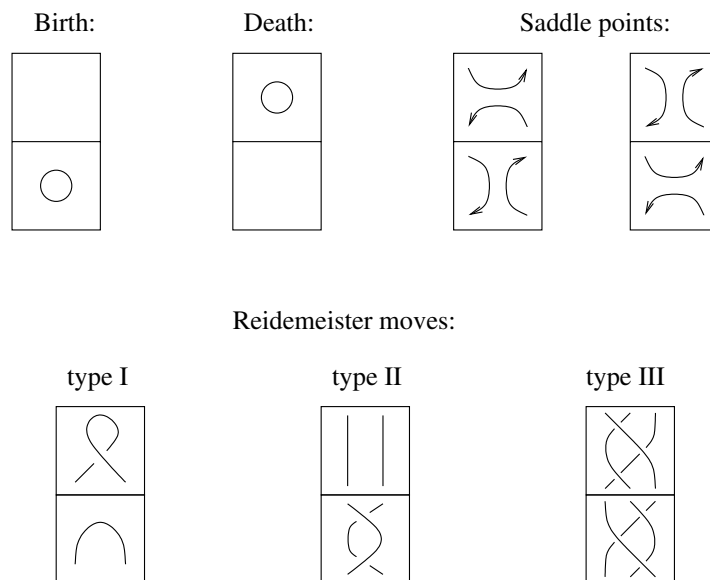 Birth: Death: Saddle points:
Reidemeister moves:
type I type II type III